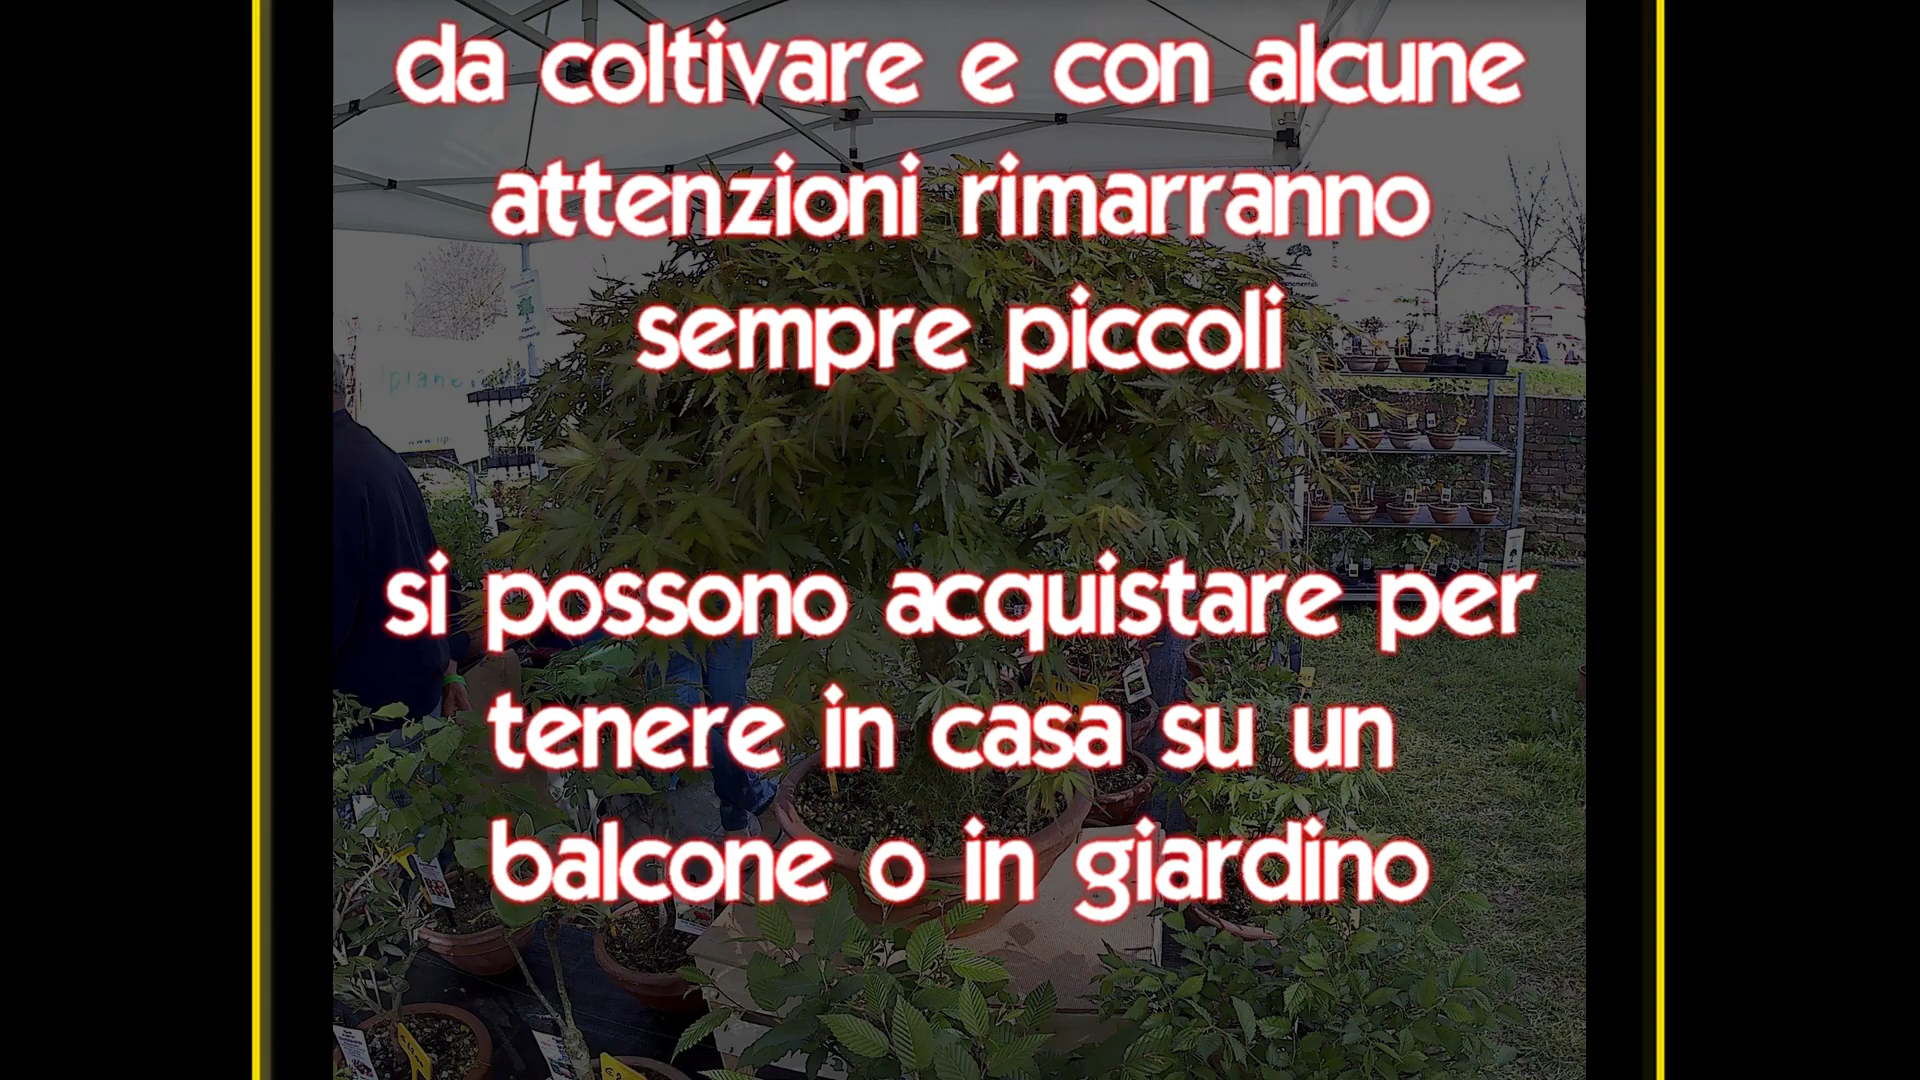 da coltivare e con alcune
attenzioni rimarranno
sempre piccoli
si possono acquistare per
tenere in casa su un
balcone o in giardino